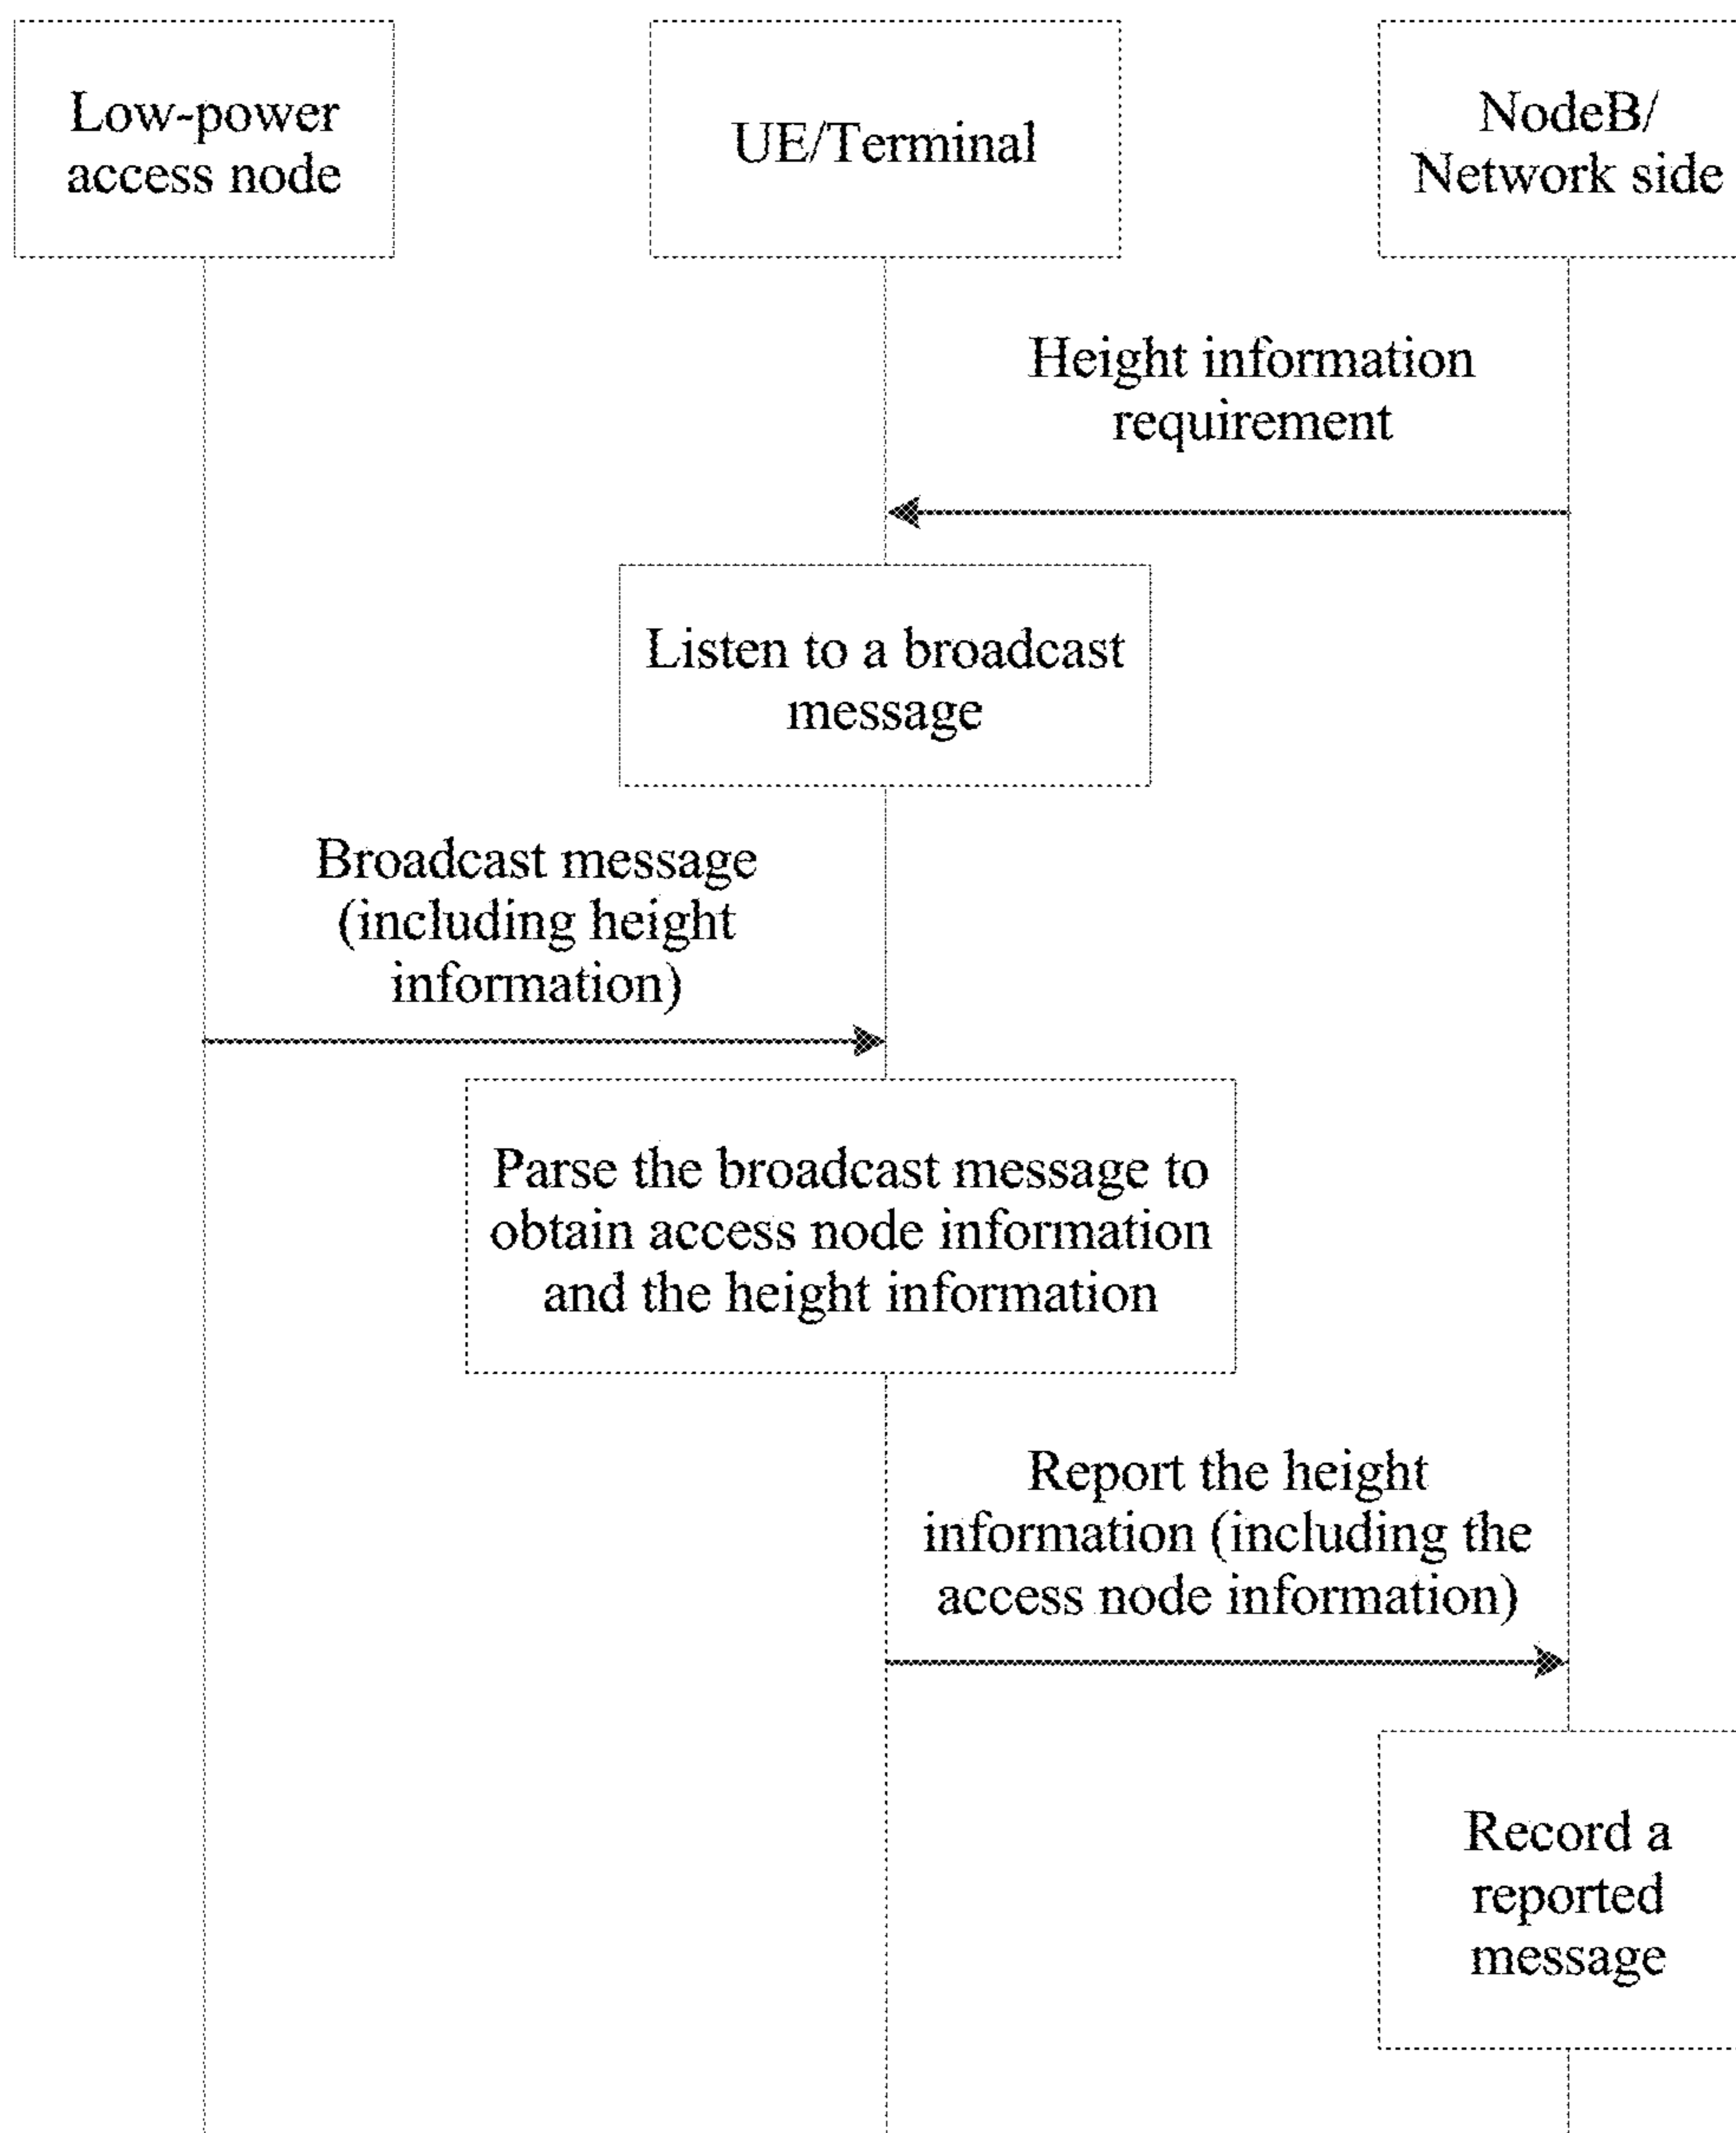 Low-power
access node
UE/Terminal
NodeB/
Network side
Height information
requirement
Listen to a broadcast
message
Broadcast message
(including height
information)
Parse the broadcast message to
obtain access node information
and the height information
Report the height
information (including the
access node information)
Record a
reported
message